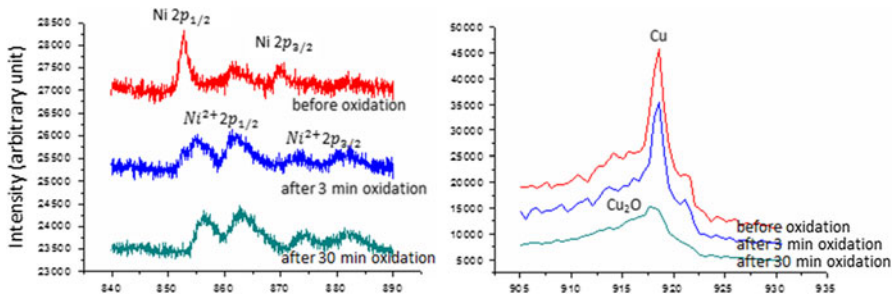 Intensity (arbitrary unit)
28500
28000
27500
27000
26500
26000
25500
25000
24500
24000
23500
23000
Ni 2p1/2
Ni 2p3/2
before oxidation
Ni2+2p1/2
Ni2+2p3/2
after 3 min oxidation
after 30 min oxidation
840 850 860 870 880 890
50000
45000
40000
35000
30000
25000
20000
15000
10000
5000
Cu
Cu2O
before oxidation
after 3 min oxidation
after 30 min oxidation
905 910 915 920 925 930 935